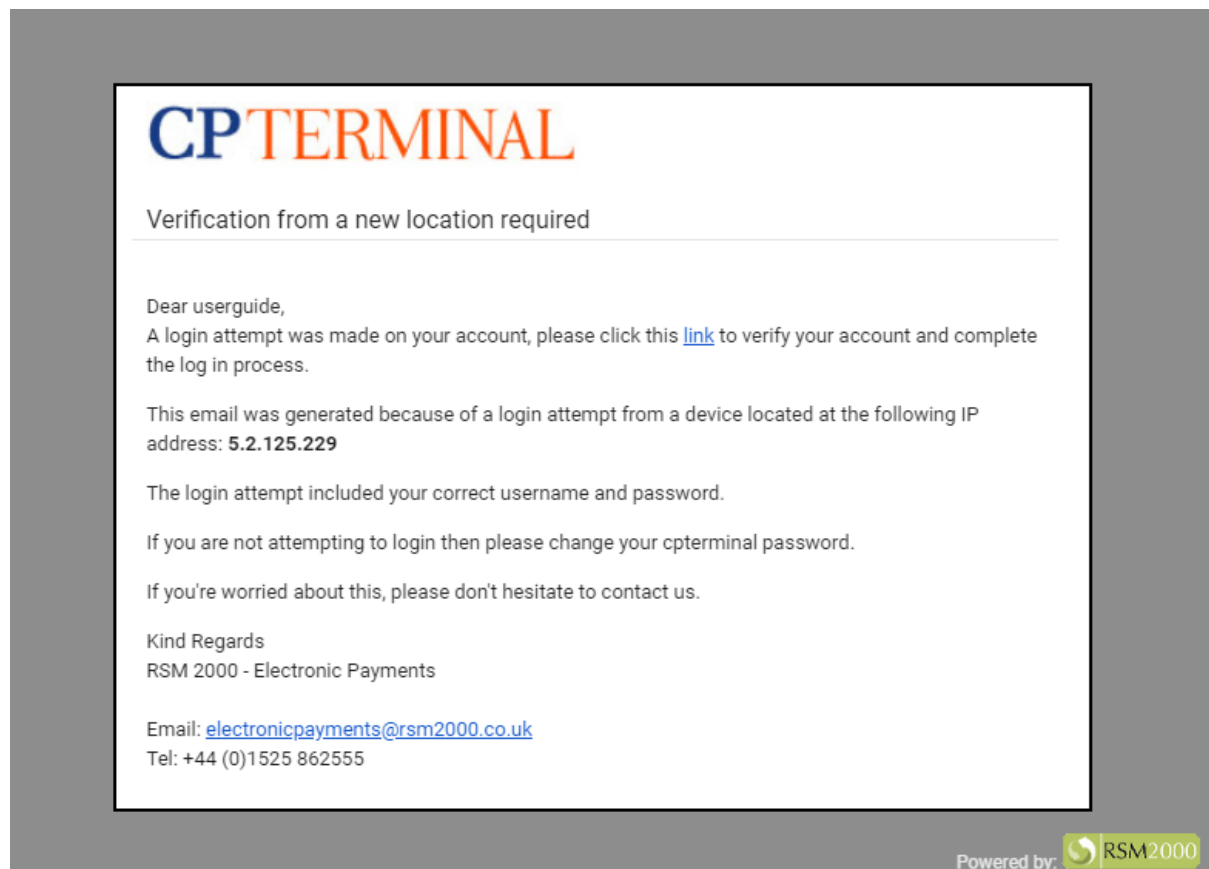 CPTERMINAL
Verification from a new location required
Dear userguide,
A login attempt was made on your account, please click this link to verify your account and complete
the log in process.
This email was generated because of a login attempt from a device located at the following IP
address: 5.2.125.229
The login attempt included your correct username and password.
If you are not attempting to login then please change your cpterminal password.
If you're worried about this, please don't hesitate to contact us.
Kind Regards
RSM 2000 - Electronic Payments
Email: electronicpayments@rsm2000.co.uk
Tel: +44 (0)1525 862555
Powered by: RSM2000